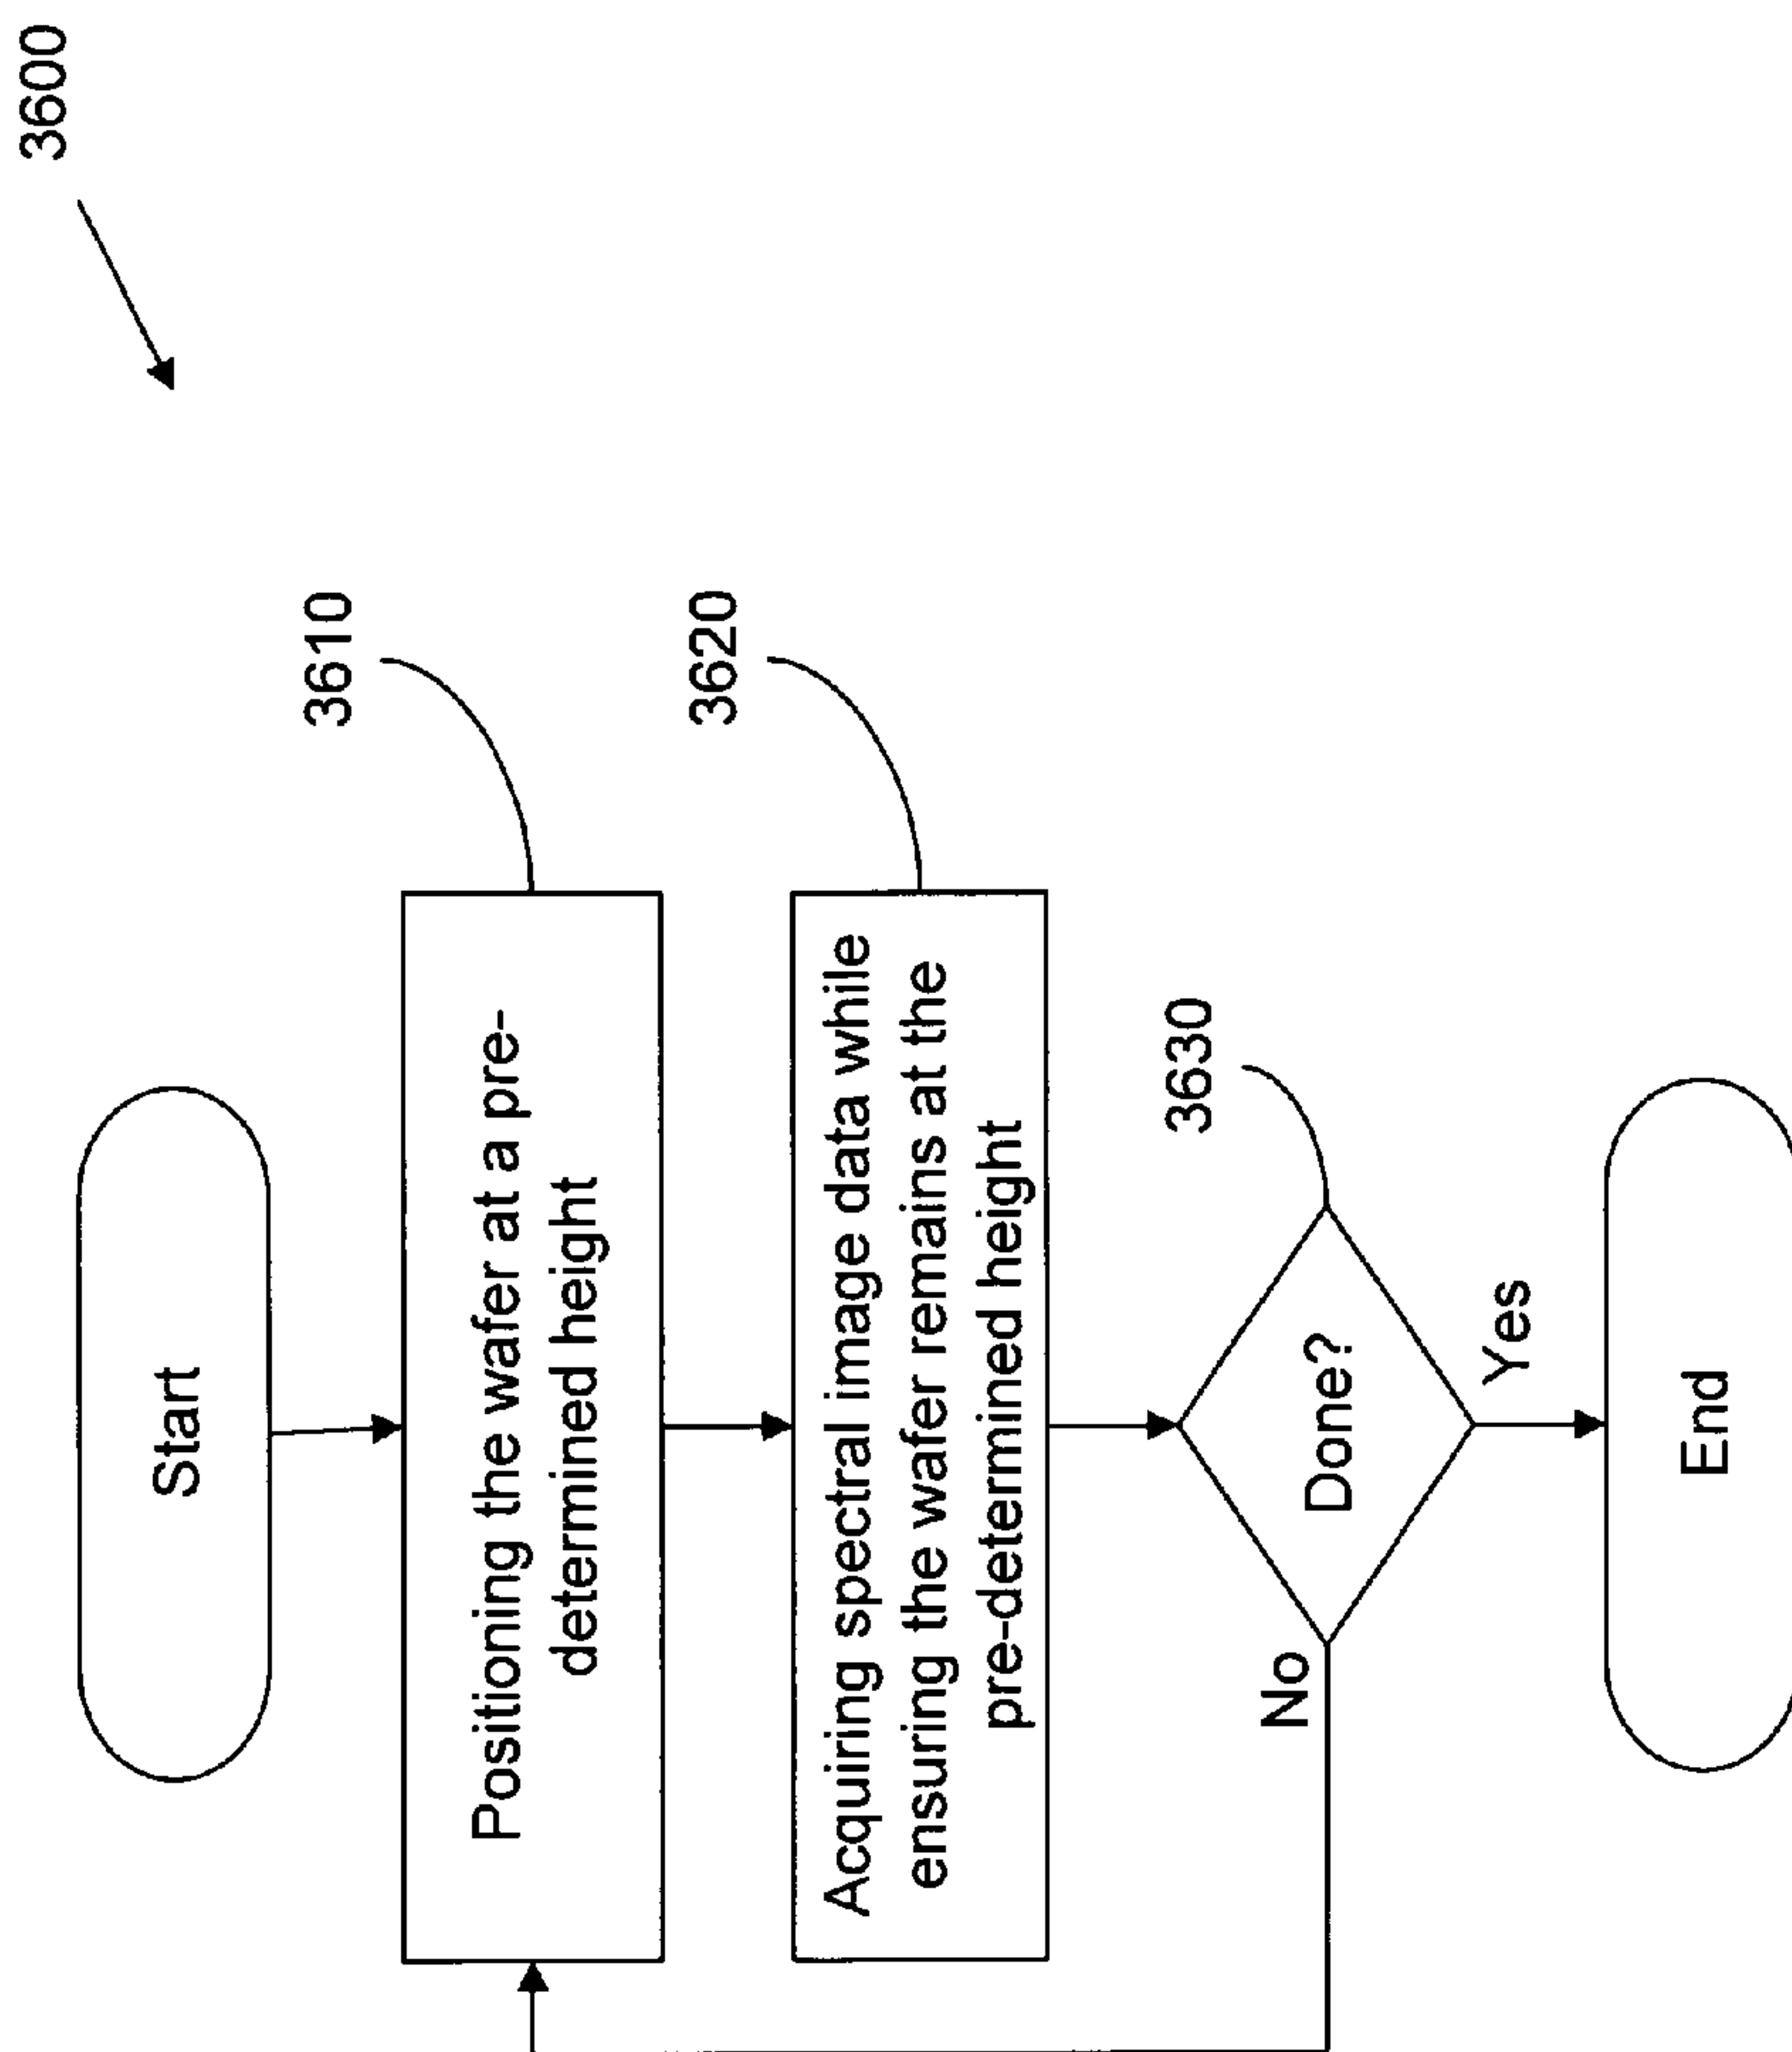 3600
Start
3610
Positioning the wafer at a pre-
determined height
3620
Acquiring spectral image data while
ensuring the wafer remains at the
pre-determined height
3630
Done?
No
Yes
End